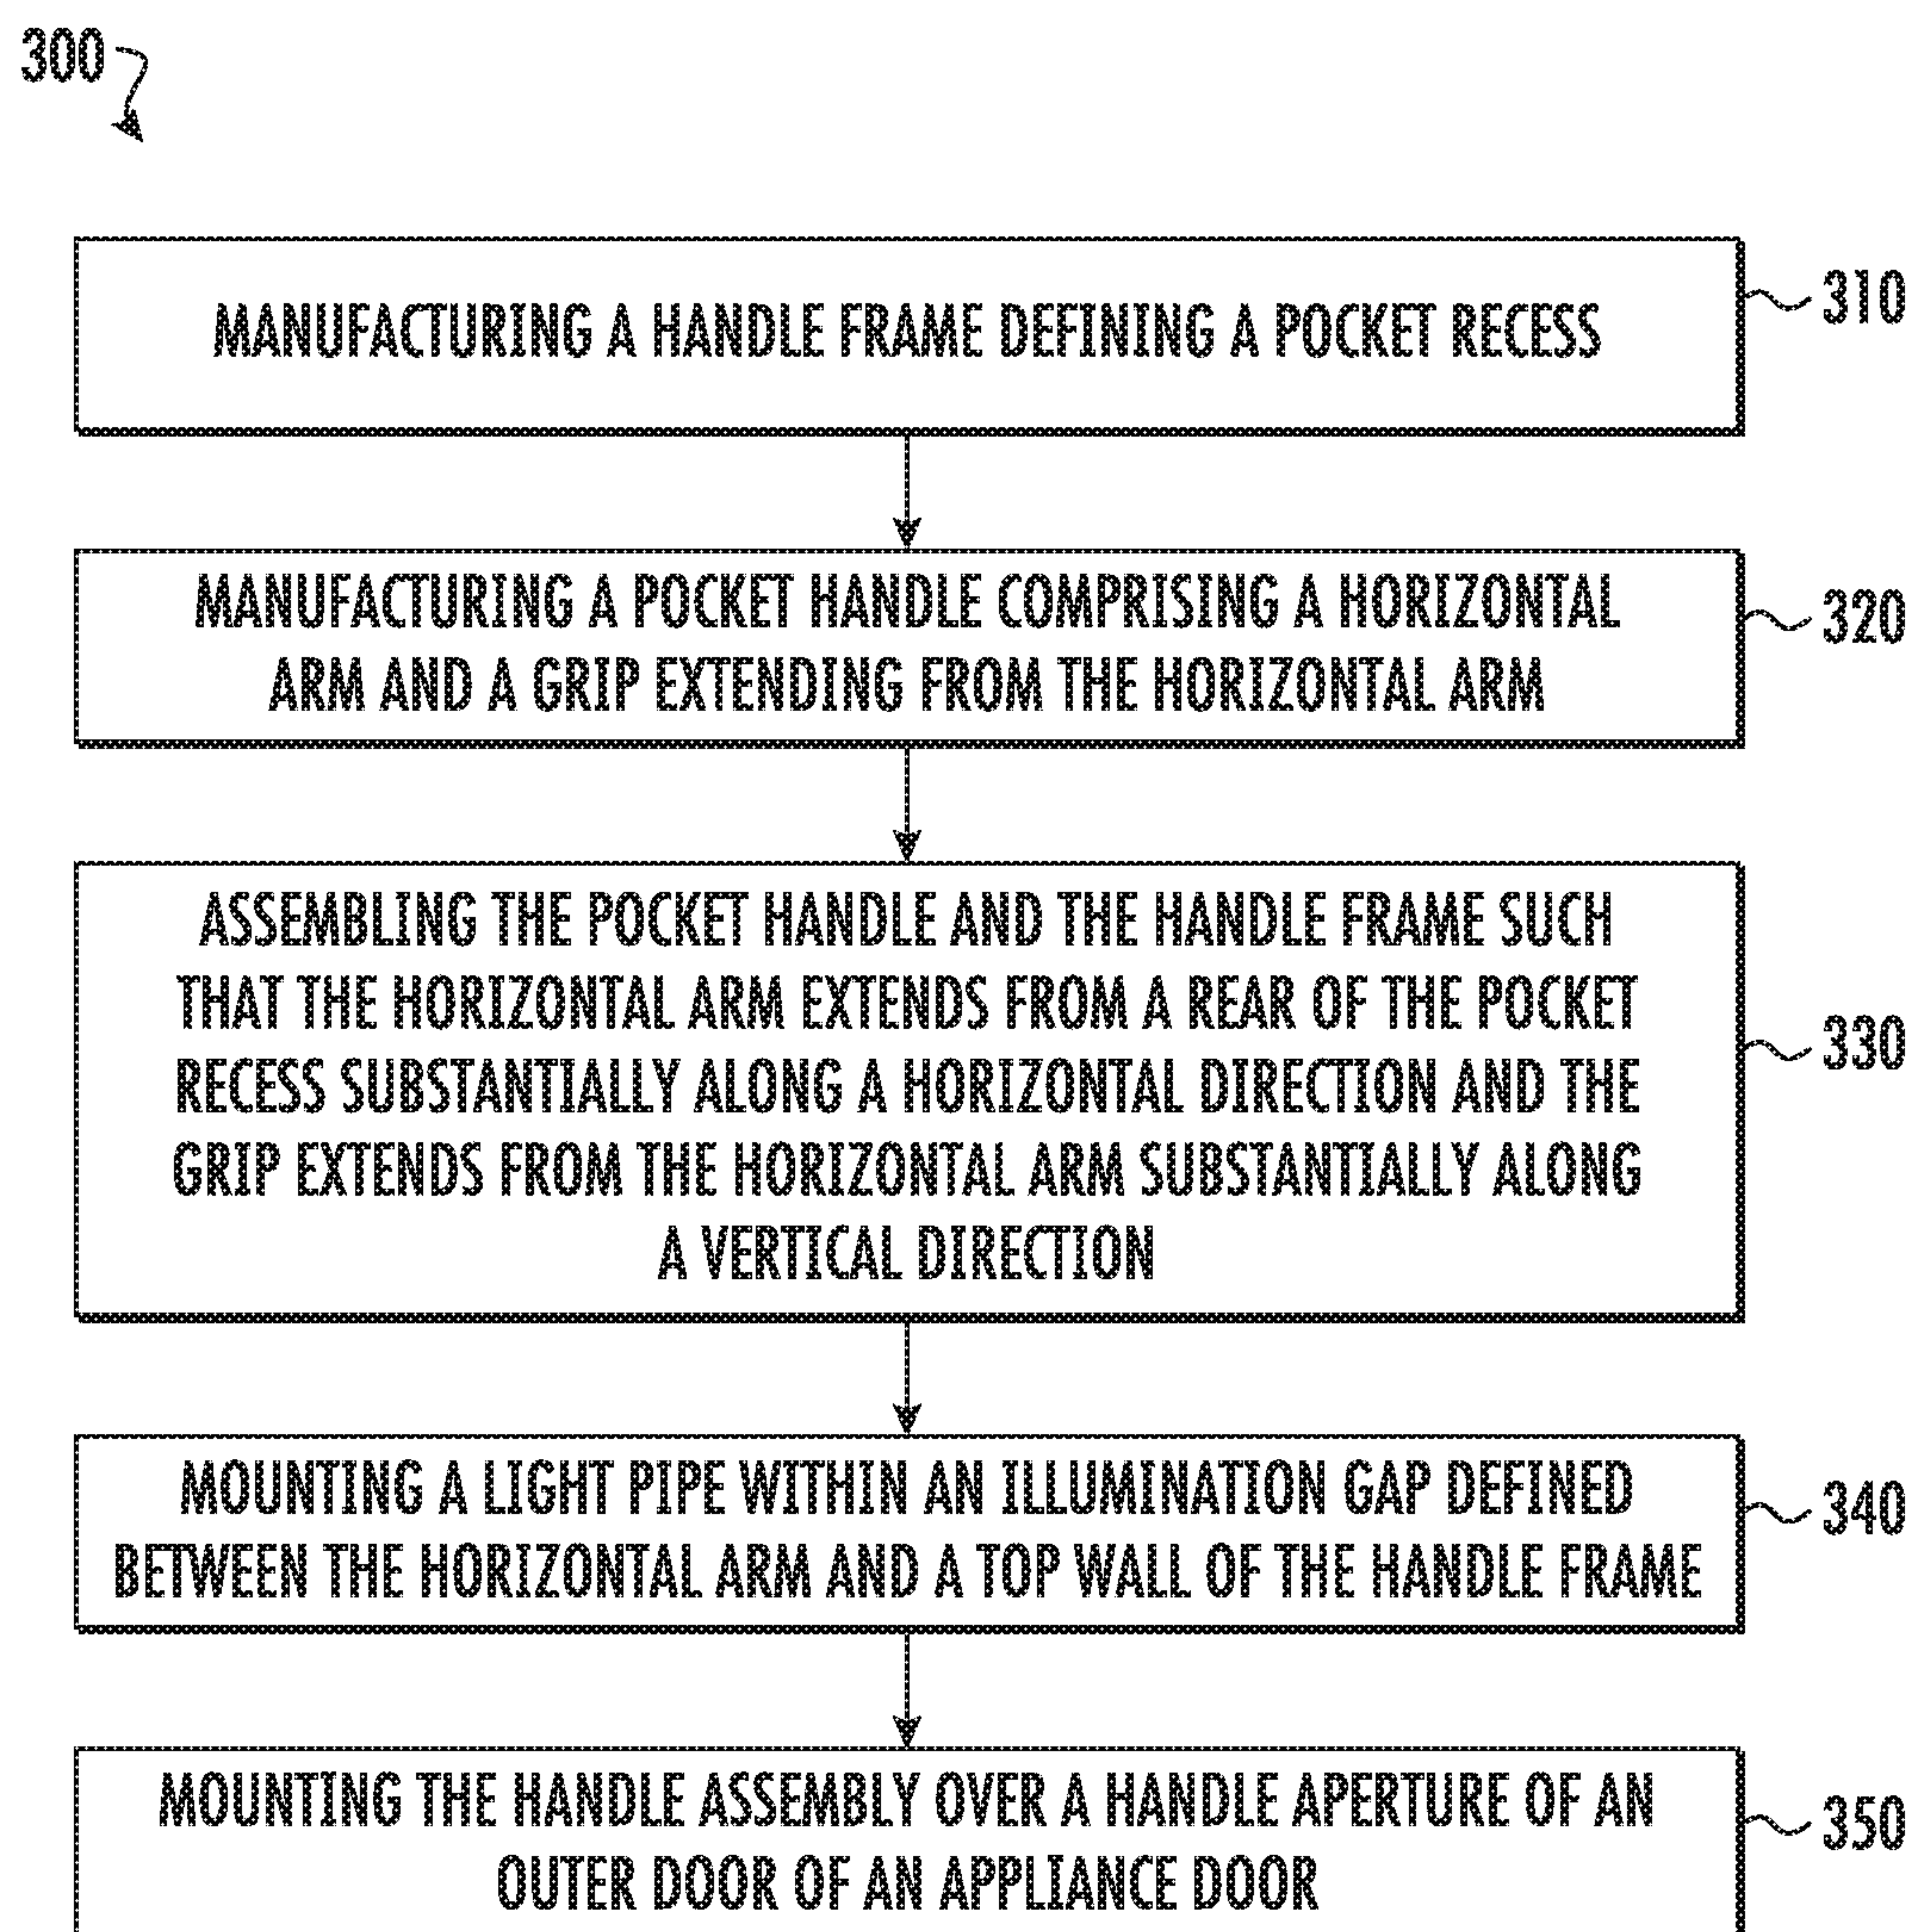 300
MANUFACTURING A HANDLE FRAME DEFINING A POCKET RECESS
310
MANUFACTURING A POCKET HANDLE COMPRISING A HORIZONTAL
ARM AND A GRIP EXTENDING FROM THE HORIZONTAL ARM
320
ASSEMBLING THE POCKET HANDLE AND THE HANDLE FRAME SUCH
THAT THE HORIZONTAL ARM EXTENDS FROM A REAR OF THE POCKET
RECESS SUBSTANTIALLY ALONG A HORIZONTAL DIRECTION AND THE
GRIP EXTENDS FROM THE HORIZONTAL ARM SUBSTANTIALLY ALONG
A VERTICAL DIRECTION
330
MOUNTING A LIGHT PIPE WITHIN AN ILLUMINATION GAP DEFINED
BETWEEN THE HORIZONTAL ARM AND A TOP WALL OF THE HANDLE FRAME
340
MOUNTING THE HANDLE ASSEMBLY OVER A HANDLE APERTURE OF AN
OUTER DOOR OF AN APPLIANCE DOOR
350